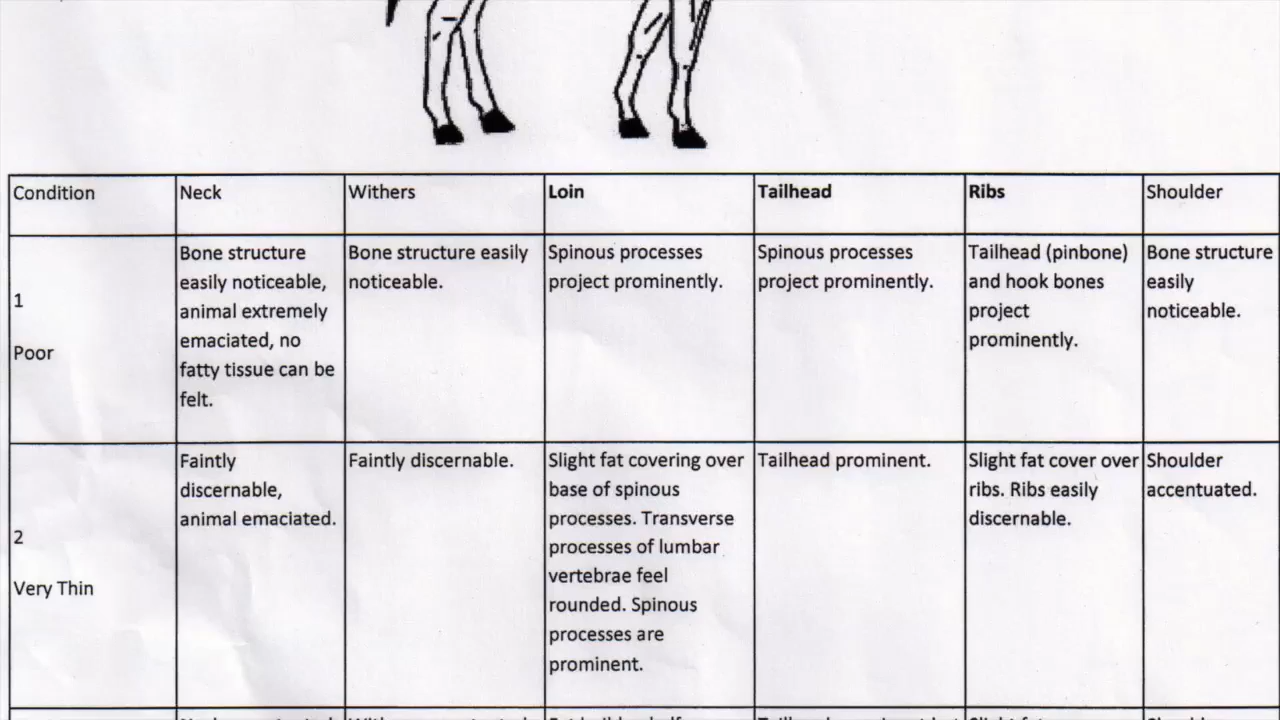 Condition
Neck
Withers
Loin
Tailhead
Ribs
Shoulder
1
Poor
Bone structure
easily noticeable,
animal extremely
emaciated, no
fatty tissue can be
felt.
Bone structure easily
noticeable.
Spinous processes
project prominently.
Spinous processes
project prominently.
Tailhead (pinbone)
and hook bones
project
prominently.
Bone structure
easily
noticeable.
2
Very Thin
Faintly
discernable,
animal emaciated.
Faintly discernable.
Slight fat covering over
base of spinous
processes. Transverse
processes of lumbar
vertebrae feel
rounded. Spinous
processes are
prominent.
Tailhead prominent.
Slight fat cover over
ribs. Ribs easily
discernable.
Shoulder
accentuated.